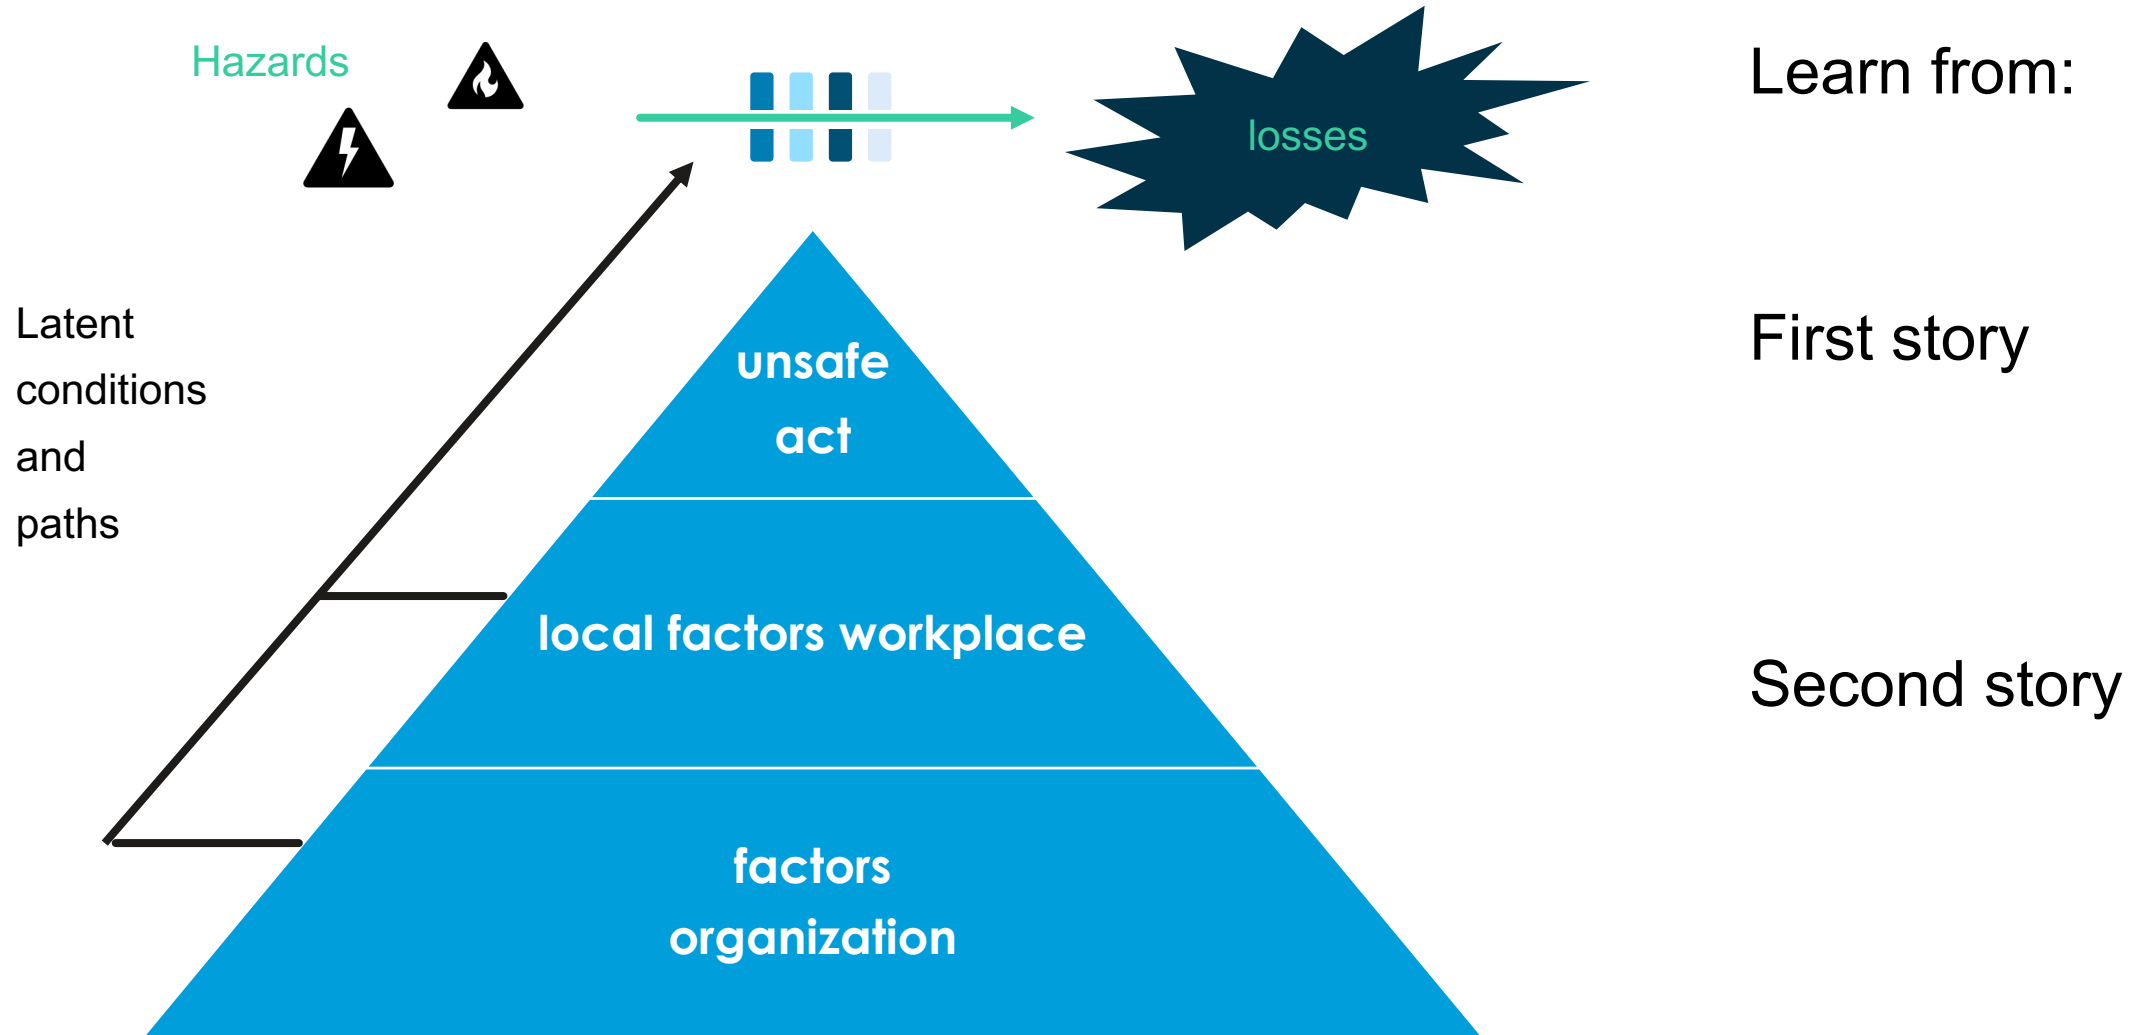 Hazards
losses
Learn from:
Latent
conditions
and
paths
unsafe
act
First story
local factors workplace
Second story
factors
organization